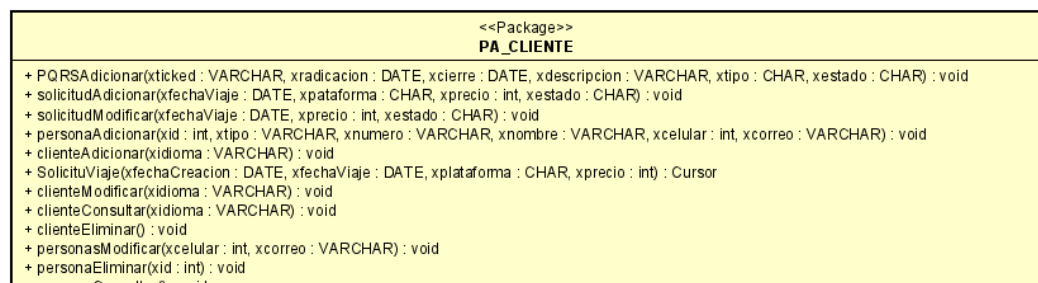 <<Package>>
PA_CLIENTE
+ PQRSAdicionar(xticked : VARCHAR, xradicacion : DATE, xcierre : DATE, xdescripcion : VARCHAR, xtipo : CHAR, xestado : CHAR) : void
+ solicitudAdicionar(xfechaViaje : DATE, xpataforma : CHAR, xprecio : int, xestado : CHAR) : void
+ solicitudModificar(xfechaViaje : DATE, xprecio : int, xestado : CHAR) : void
+ personaAdicionar(xid : int, xtipo : VARCHAR, xnumero : VARCHAR, xnombre : VARCHAR, xcelular : int, xcorreo : VARCHAR) : void
+ clienteAdicionar(xidioma : VARCHAR) : void
+ SolicituViaje(xfechaCreacion : DATE, xfechaViaje : DATE, xplataforma : CHAR, xprecio : int) : Cursor
+ clienteModificar(xidioma : VARCHAR) : void
+ clienteConsultar(xidioma : VARCHAR) : void
+ clienteEliminar() : void
+ personasModificar(xcelular : int, xcorreo : VARCHAR) : void
+ personaEliminar(xid : int) : void